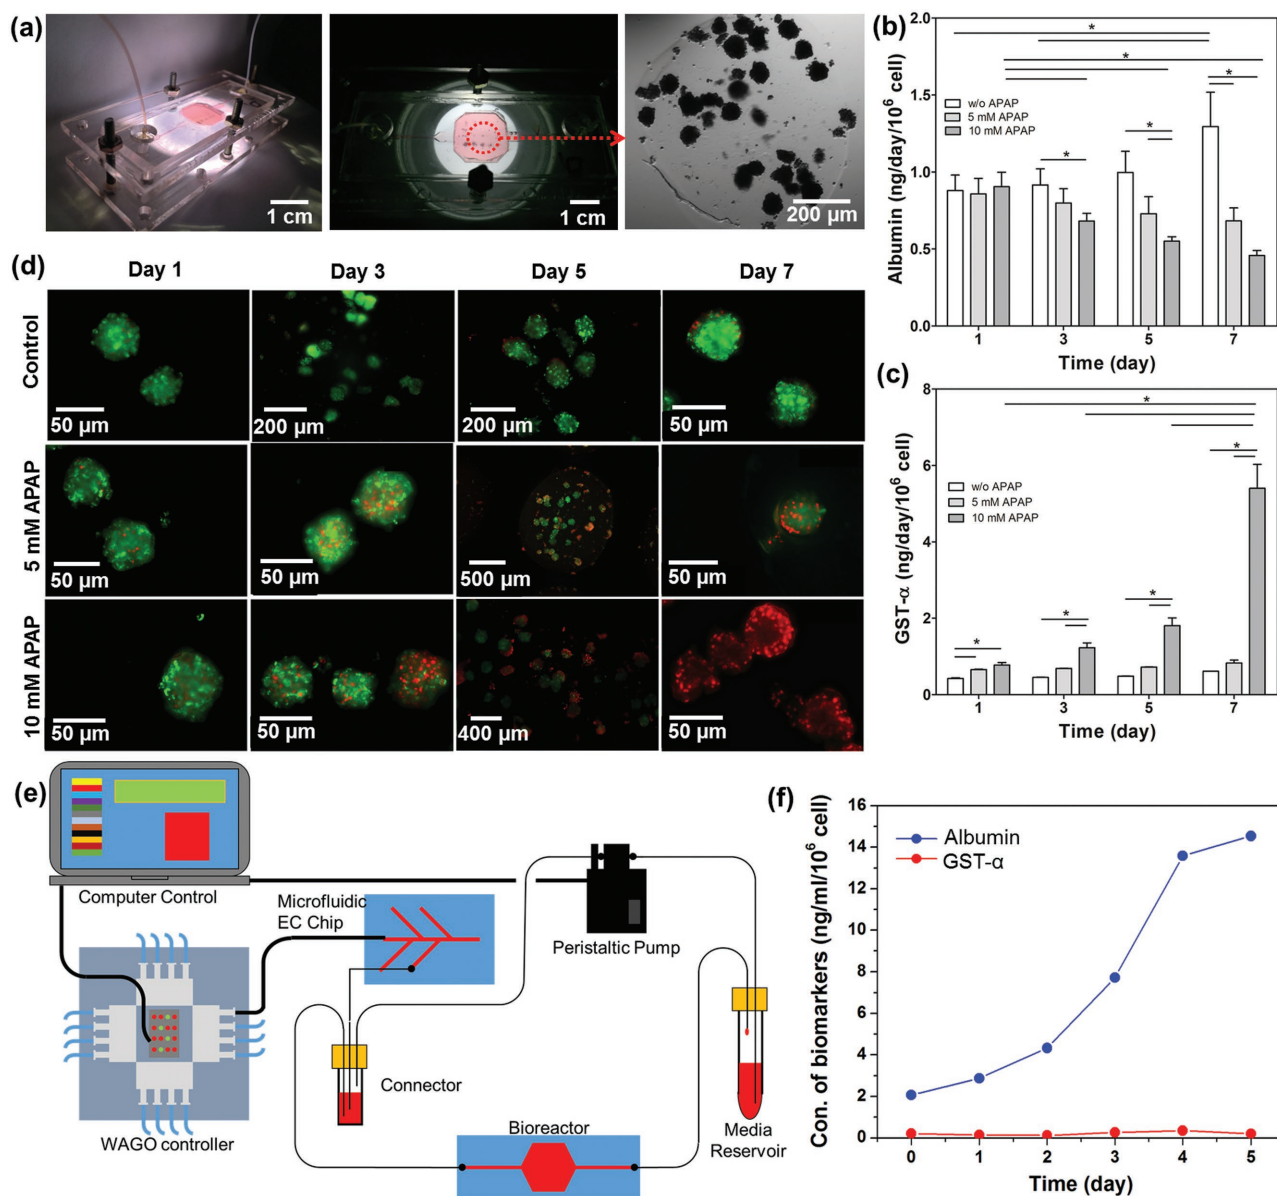 (a)
1 cm
1 cm
200 µm
(b)
Albumin (ng/day/10⁶ cell)
2.0
1.5
1.0
0.5
0.0
w/o APAP
5 mM APAP
10 mM APAP
*
*
*
*
*
1
3
5
7
Time (day)
(c)
GST-α (ng/day/10⁶ cell)
8
6
4
2
0
w/o APAP
5 mM APAP
10 mM APAP
*
*
*
*
*
1
3
5
7
Time (day)
(d)
Day 1
Day 3
Day 5
Day 7
Control
50 µm
200 µm
200 µm
50 µm
5 mM APAP
50 µm
50 µm
500 µm
50 µm
10 mM APAP
50 µm
50 µm
400 µm
50 µm
(e)
Computer Control
Microfluidic
EC Chip
Peristaltic Pump
WAGO controller
Connector
Bioreactor
Media
Reservoir
(f)
Con. of biomarkers (ng/ml/10⁶ cell)
16
14
12
10
8
6
4
2
0
Albumin
GST-α
0
1
2
3
4
5
Time (day)